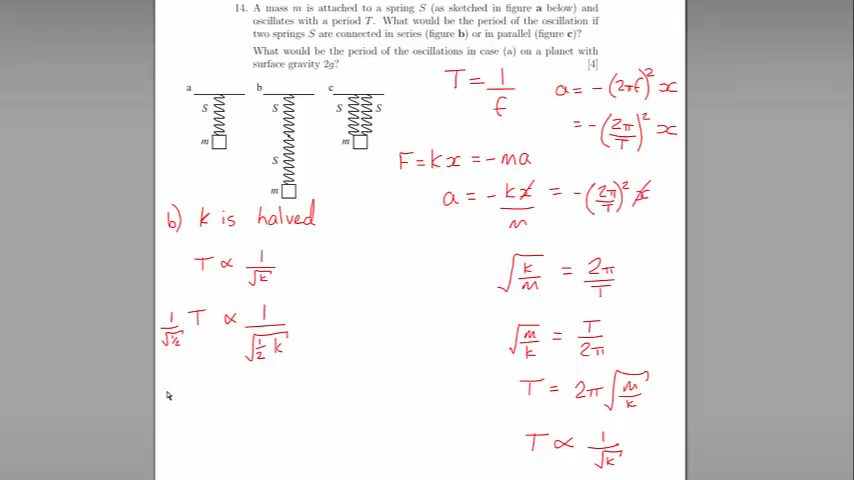 14. A mass m is attached to a spring S (as sketched in figure a below) and
oscillates with a period T. What would be the period of the oscillation if
two springs S are connected in series (figure b) or in parallel (figure c)?
What would be the period of the oscillations in case (a) on a planet with
surface gravity 2g? [4]
a b c
S S S S
m m
S
m
T = 1/f
a = -(2πf)² x
= -(2π/T)² x
F = kx = -ma
a = -kx/m = -(2π/T)² x
√(k/m) = 2π/T
√(m/k) = T/2π
T = 2π√(m/k)
T ∝ 1/√k
b) k is halved
T ∝ 1/√k
1/√½ T ∝ 1/√(½ k)